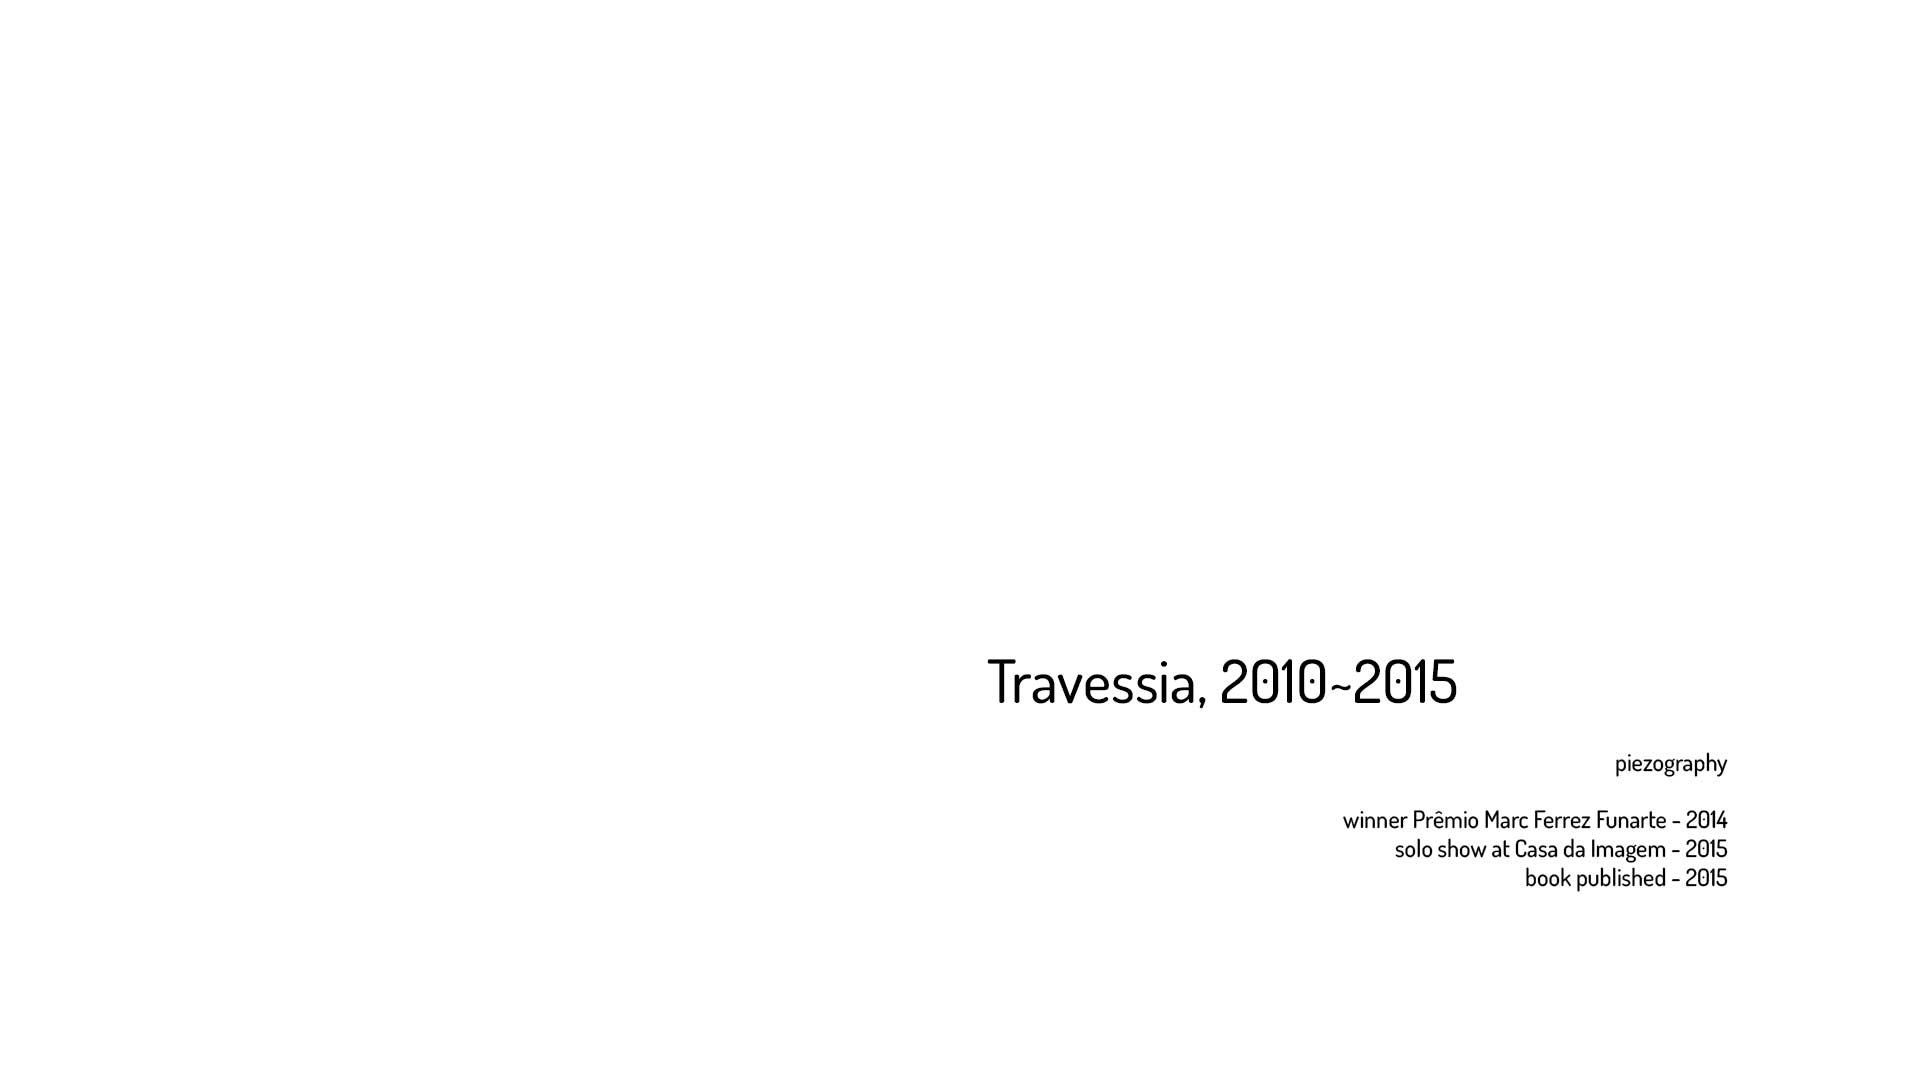 Travessia, 2010~2015
piezography
winner Prêmio Marc Ferrez Funarte - 2014
solo show at Casa da Imagem - 2015
book published - 2015